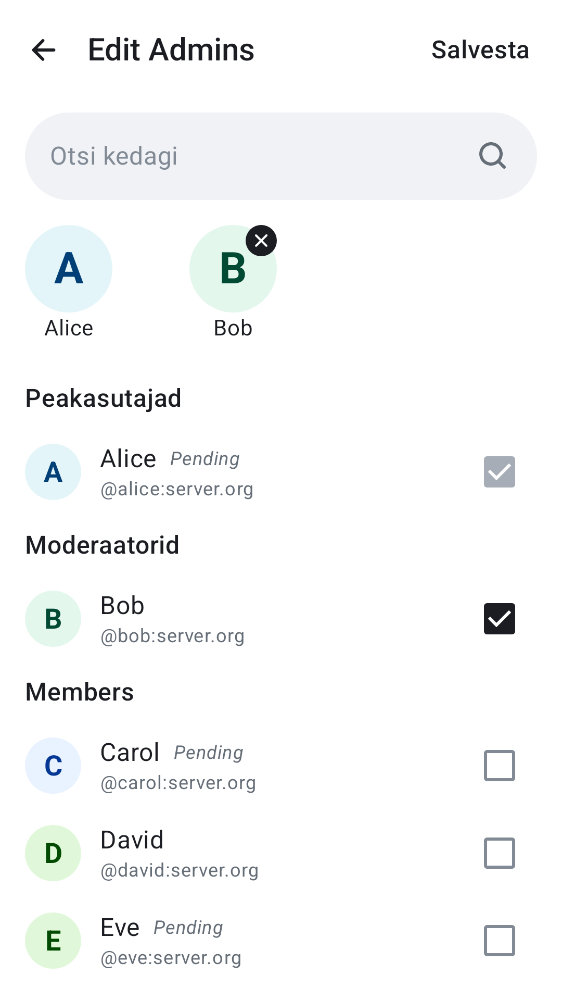 Edit Admins Salvesta
Otsi kedagi
A B
Alice Bob
Peakasutajad
A Alice Pending
@alice:server.org
Moderaatorid
B Bob
@bob:server.org
Members
C Carol Pending
@carol:server.org
D David
@david:server.org
E Eve Pending
@eve:server.org